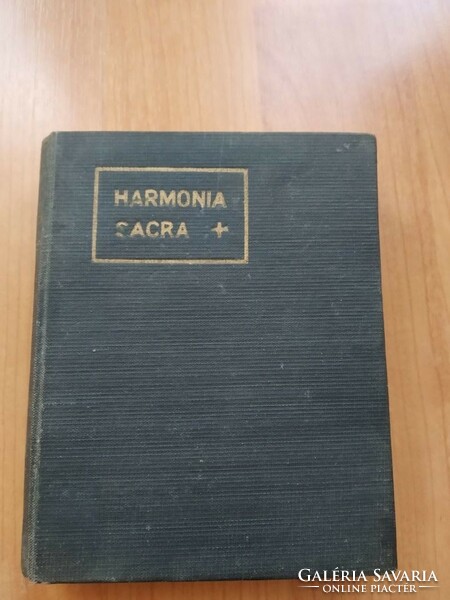 HARMONIA
SACRA +
GALÉRIA SAVARIA
ONLINE PIACTÉR